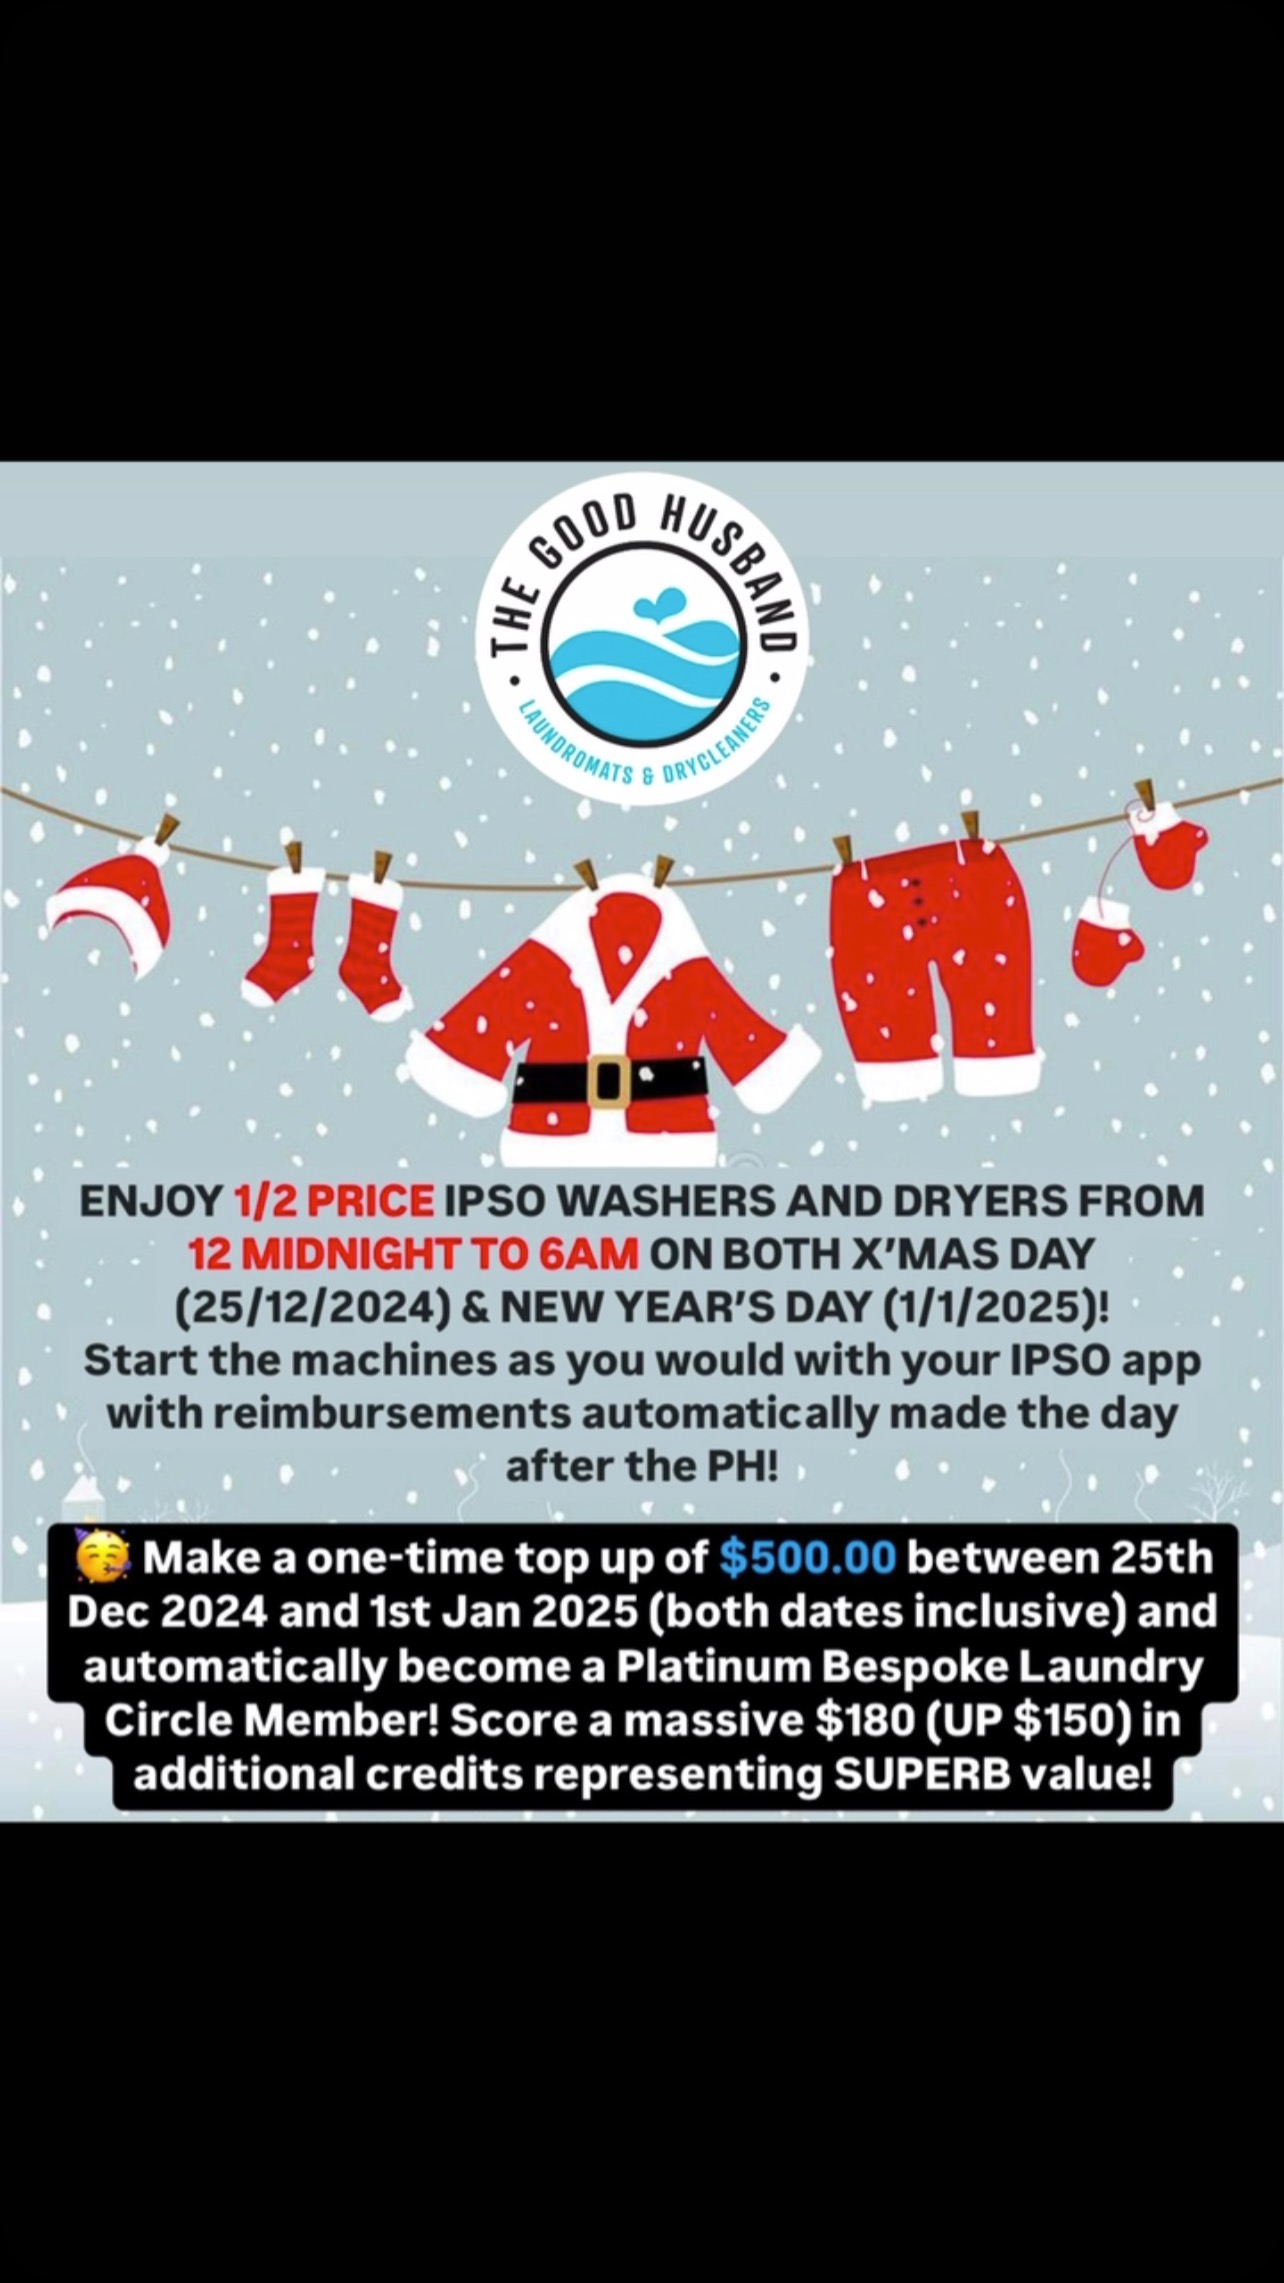 • THE GOOD HUSBAND •
LAUNDROMATS & DRYCLEANERS
ENJOY 1/2 PRICE IPSO WASHERS AND DRYERS FROM
12 MIDNIGHT TO 6AM ON BOTH X’MAS DAY
(25/12/2024) & NEW YEAR’S DAY (1/1/2025)!
Start the machines as you would with your IPSO app
with reimbursements automatically made the day
after the PH!
🥳 Make a one-time top up of $500.00 between 25th
Dec 2024 and 1st Jan 2025 (both dates inclusive) and
automatically become a Platinum Bespoke Laundry
Circle Member! Score a massive $180 (UP $150) in
additional credits representing SUPERB value!